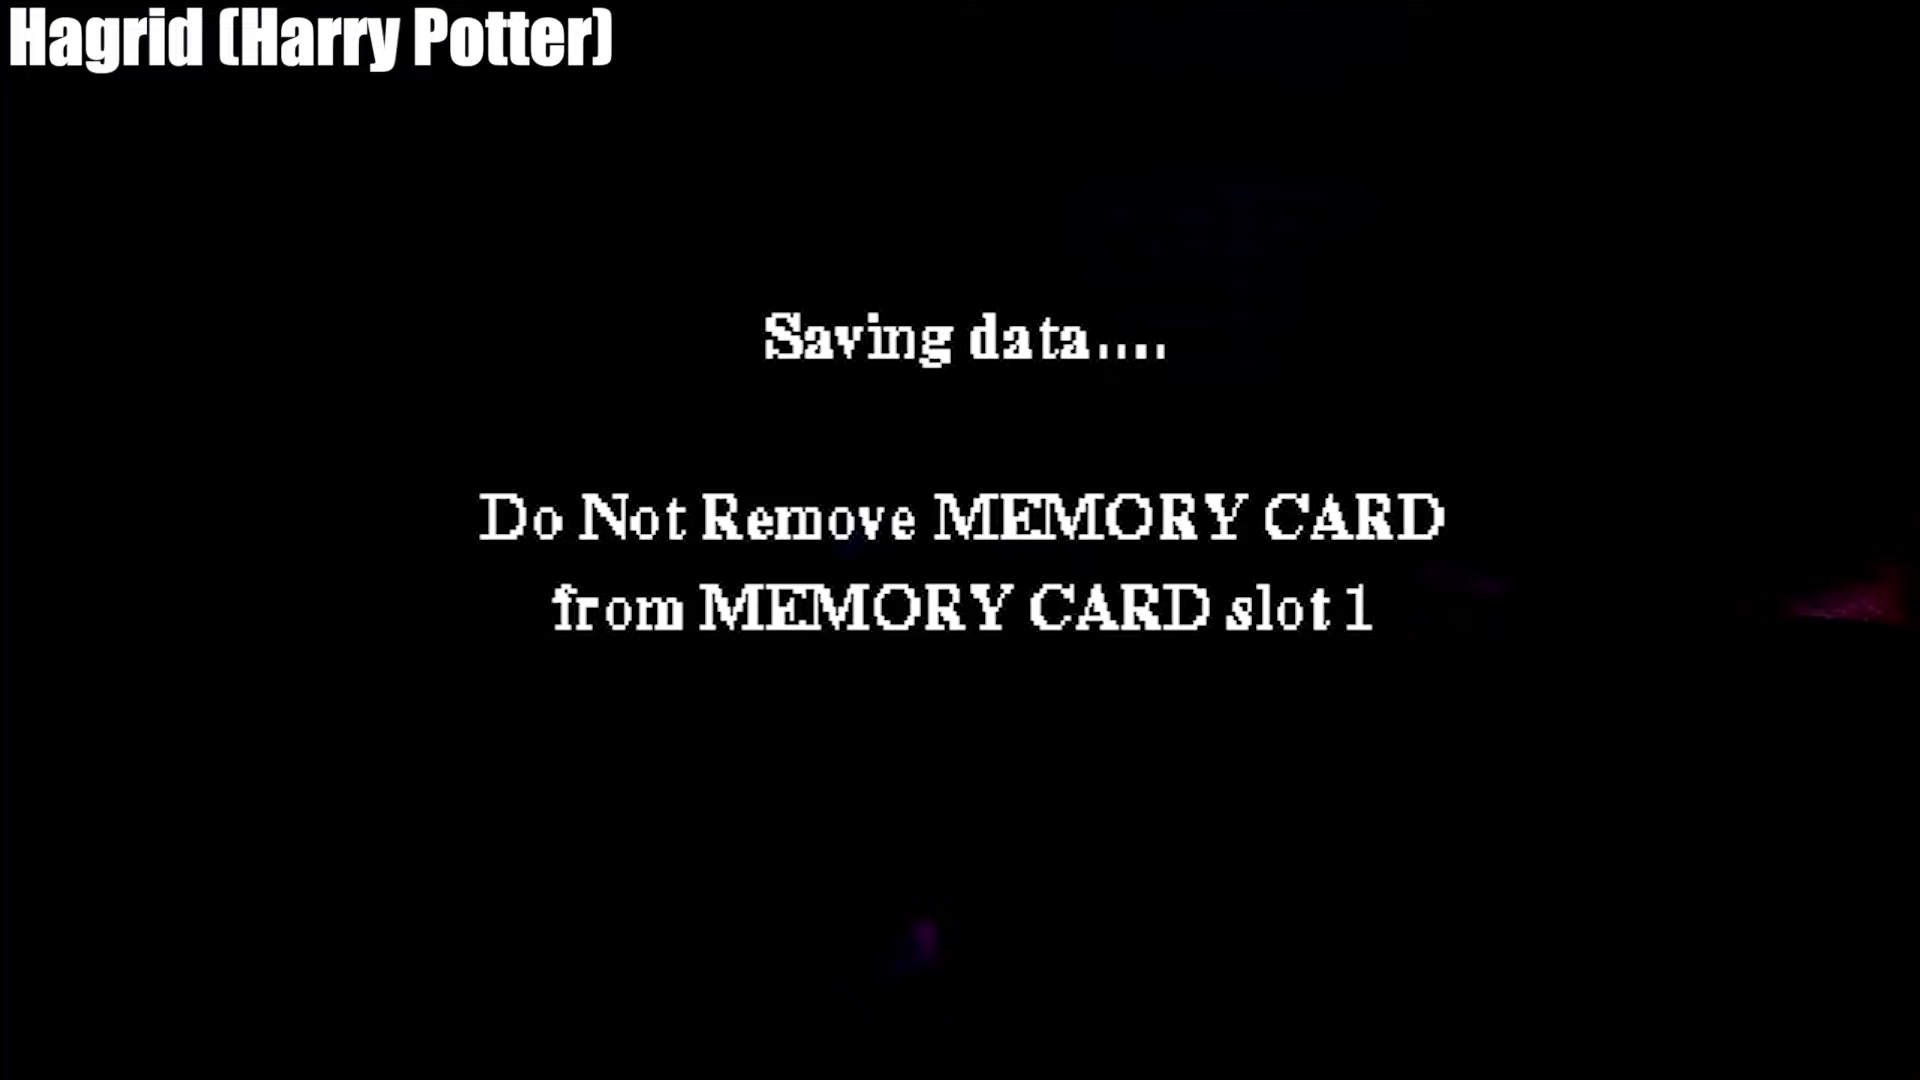 Hagrid (Harry Potter)
Saving data....
Do Not Remove MEMORY CARD
from MEMORY CARD slot 1